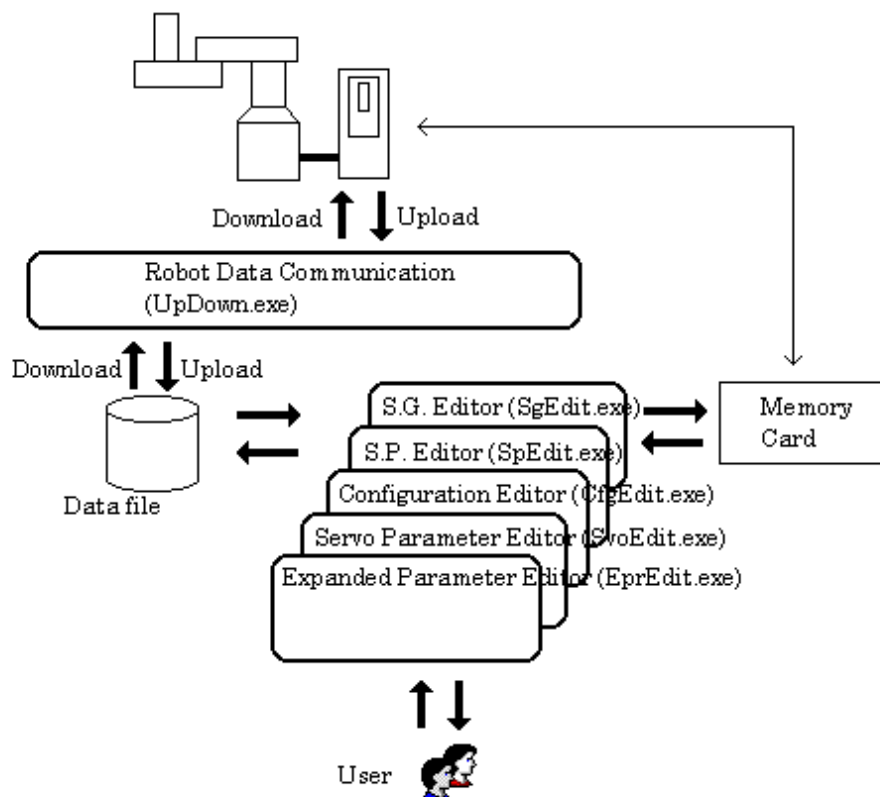 Download
Upload
Robot Data Communication
(UpDown.exe)
Download
Upload
S.G. Editor (SgEdit.exe)
Memory
Card
S.P. Editor (SpEdit.exe)
Configuration Editor (CfgEdit.exe)
Data file
Servo Parameter Editor (SvoEdit.exe)
Expanded Parameter Editor (EprEdit.exe)
User